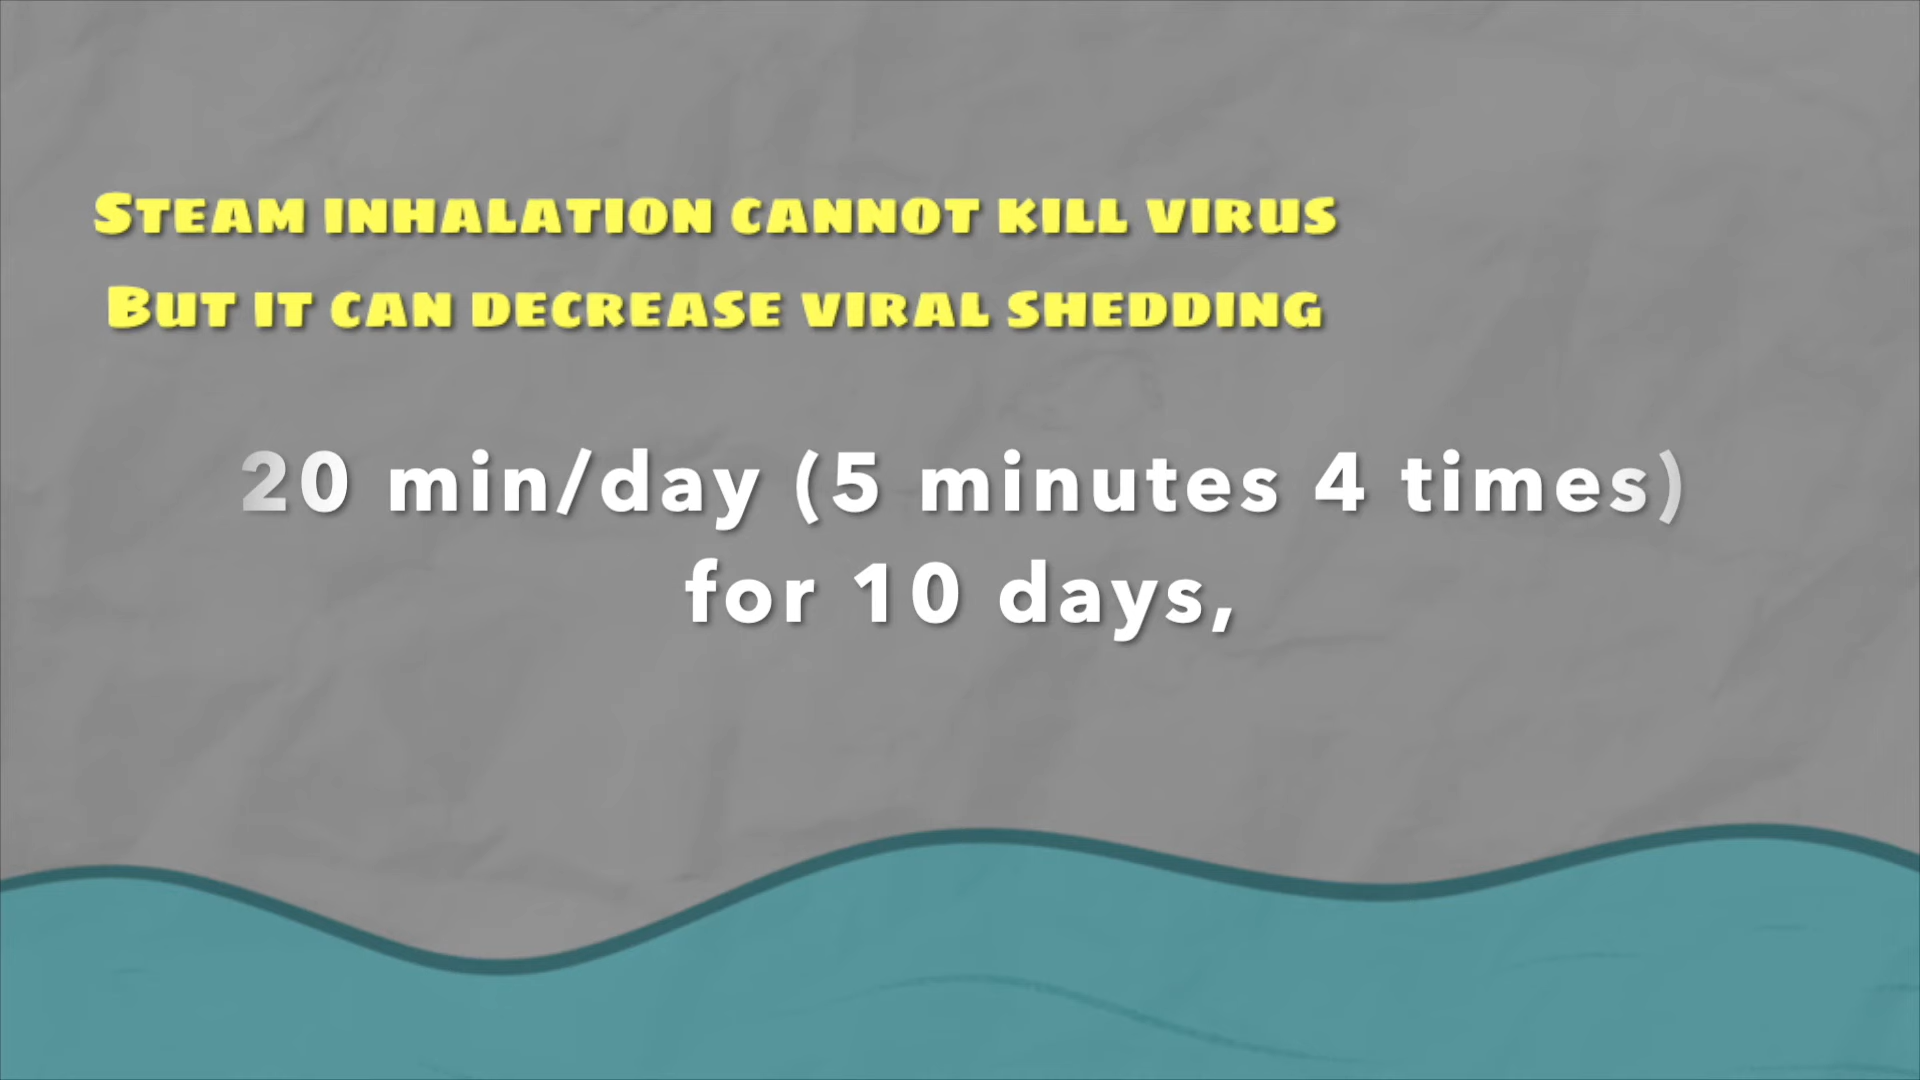 Steam inhalation cannot kill virus
But it can decrease viral shedding
20 min/day (5 minutes 4 times)
for 10 days,